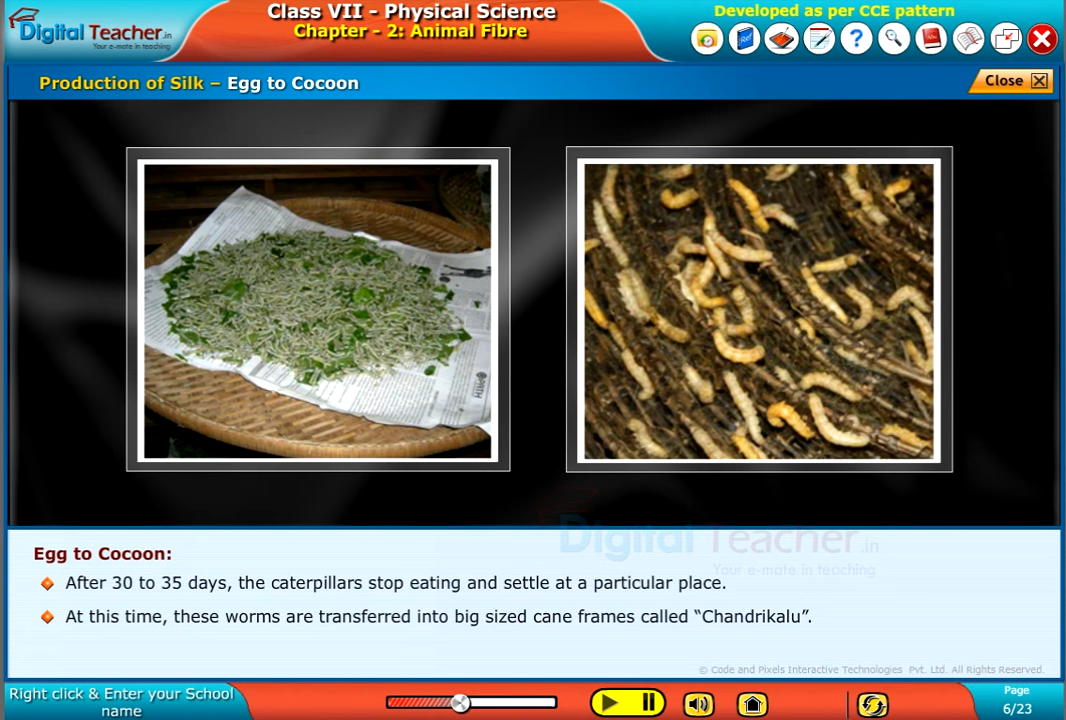 Digital Teacher.in
Your e-mate in teaching
Class VII - Physical Science
Chapter - 2: Animal Fibre
Developed as per CCE pattern
Production of Silk – Egg to Cocoon
Close
Digital Teacher.in
Your e-mate in teaching
Egg to Cocoon:
After 30 to 35 days, the caterpillars stop eating and settle at a particular place.
At this time, these worms are transferred into big sized cane frames called “Chandrikalu”.
© Code and Pixels Interactive Technologies Pvt. Ltd. All Rights Reserved.
Right click & Enter your School
name
Page
6/23